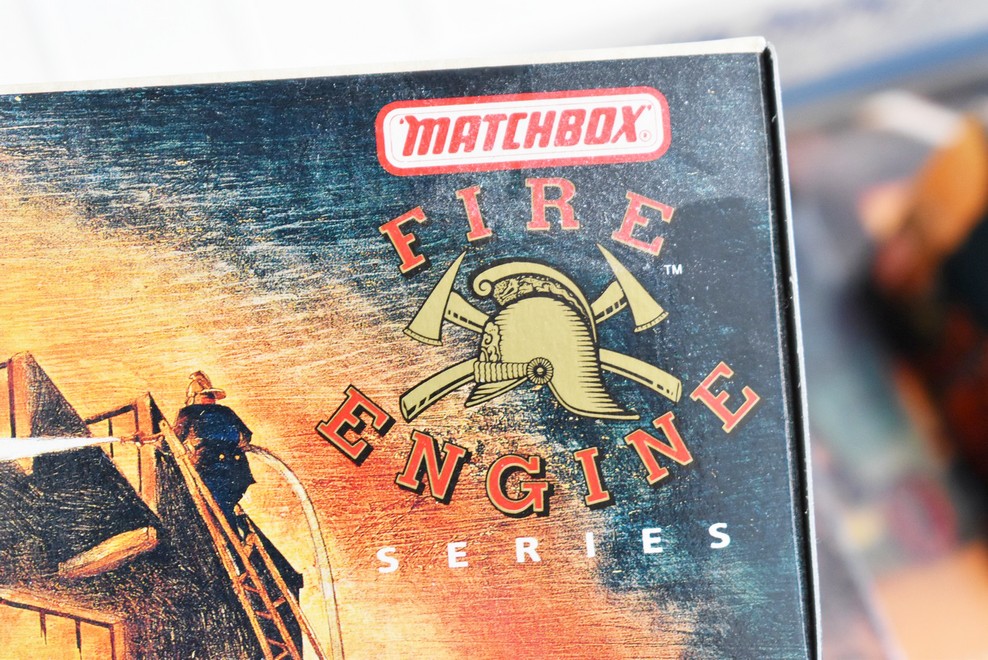 MATCHBOX®
FIRE
™
ENGINE
SERIES